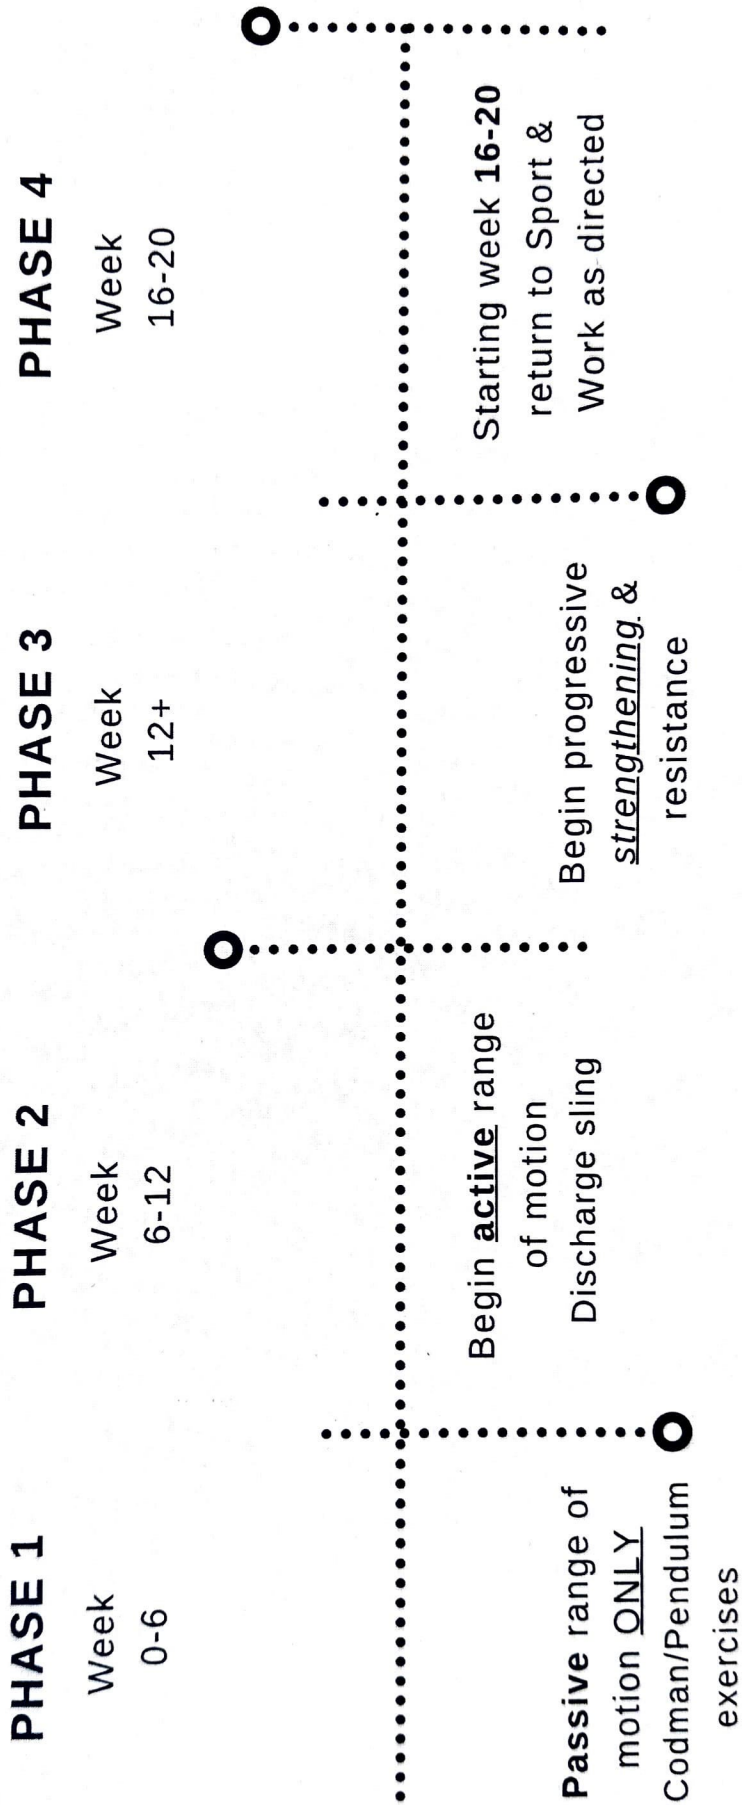 PHASE 1
Week
0-6
Passive range of
motion ONLY
Codman/Pendulum
exercises
PHASE 2
Week
6-12
Begin active range
of motion
Discharge sling
PHASE 3
Week
12+
Begin progressive
strengthening &
resistance
PHASE 4
Week
16-20
Starting week 16-20
return to Sport &
Work as directed